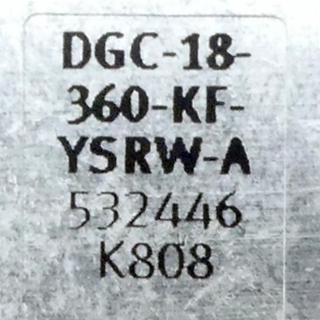 DGC-18-
360-KF-
YSRW-A
532446
K808